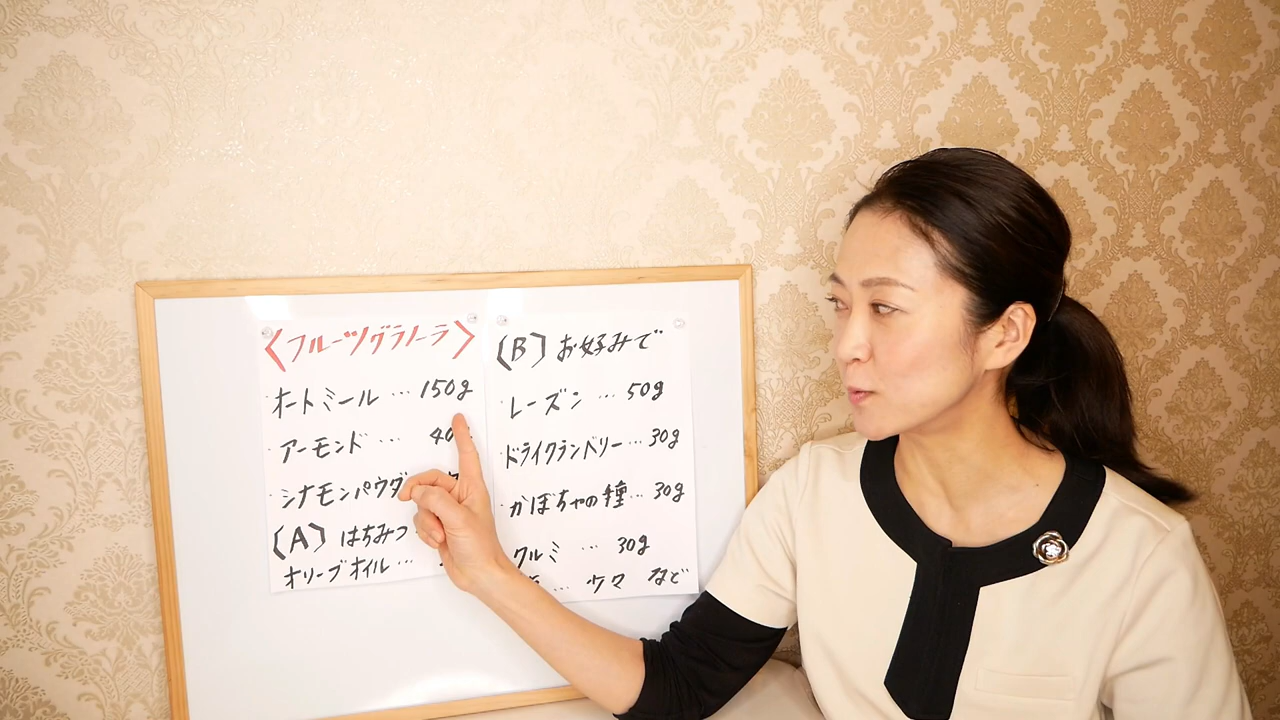 〈フルーツグラノーラ〉
・オートミール … 150g
・アーモンド … 40
・シナモンパウダ
〔A〕はちみつ
オリーブオイル …
〔B〕お好みで
・レーズン … 50g
・ドライクランベリー … 30g
・かぼちゃの種 … 30g
クルミ … 30g
… 少々 など